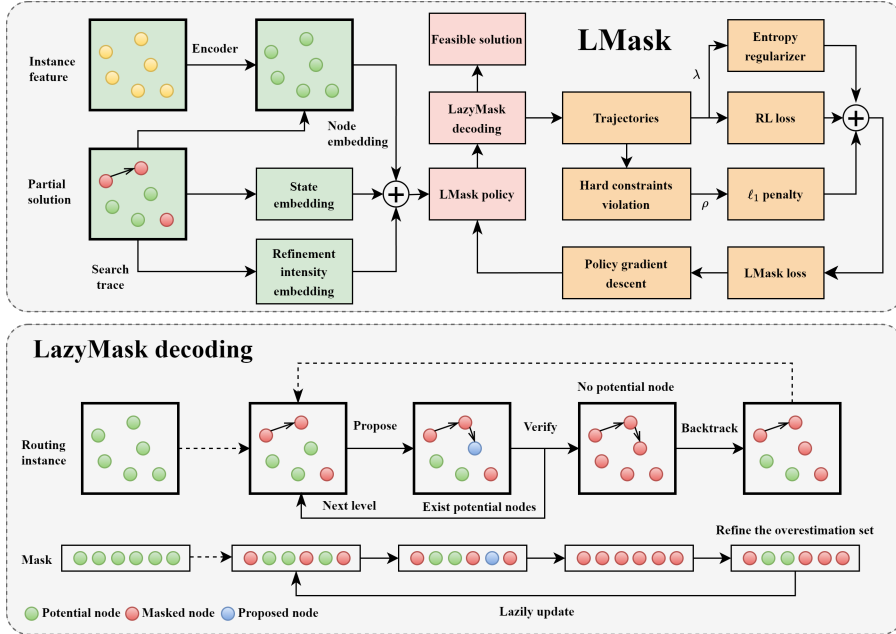 LMask
Instance
feature
Encoder
Node
embedding
Partial
solution
State
embedding
Search
trace
Refinement
intensity
embedding
Feasible solution
LazyMask
decoding
LMask policy
Trajectories
λ
Entropy
regularizer
RL loss
Hard constraints
violation
ρ
ℓ₁ penalty
Policy gradient
descent
LMask loss
LazyMask decoding
Routing
instance
Propose
Verify
No potential node
Backtrack
Next level
Exist potential nodes
Refine the overestimation set
Mask
Lazily update
Potential node
Masked node
Proposed node